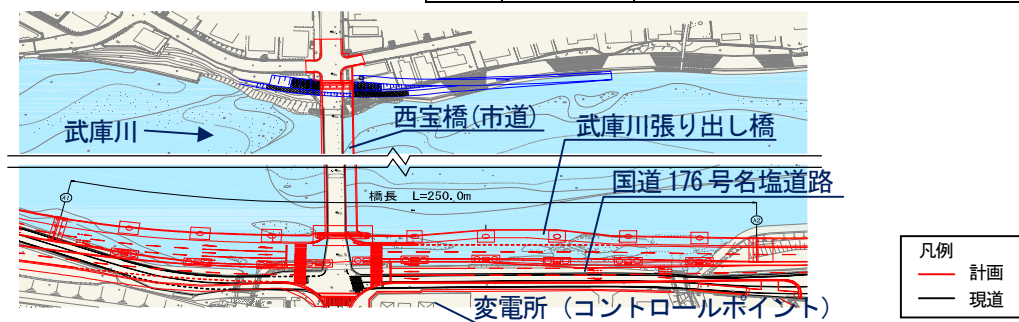 西宝橋(市道)
武庫川張り出し橋
武庫川
国道176号名塩道路
橋長 L=250.0m
A1
凡例
計画
現道
変電所（コントロールポイント）